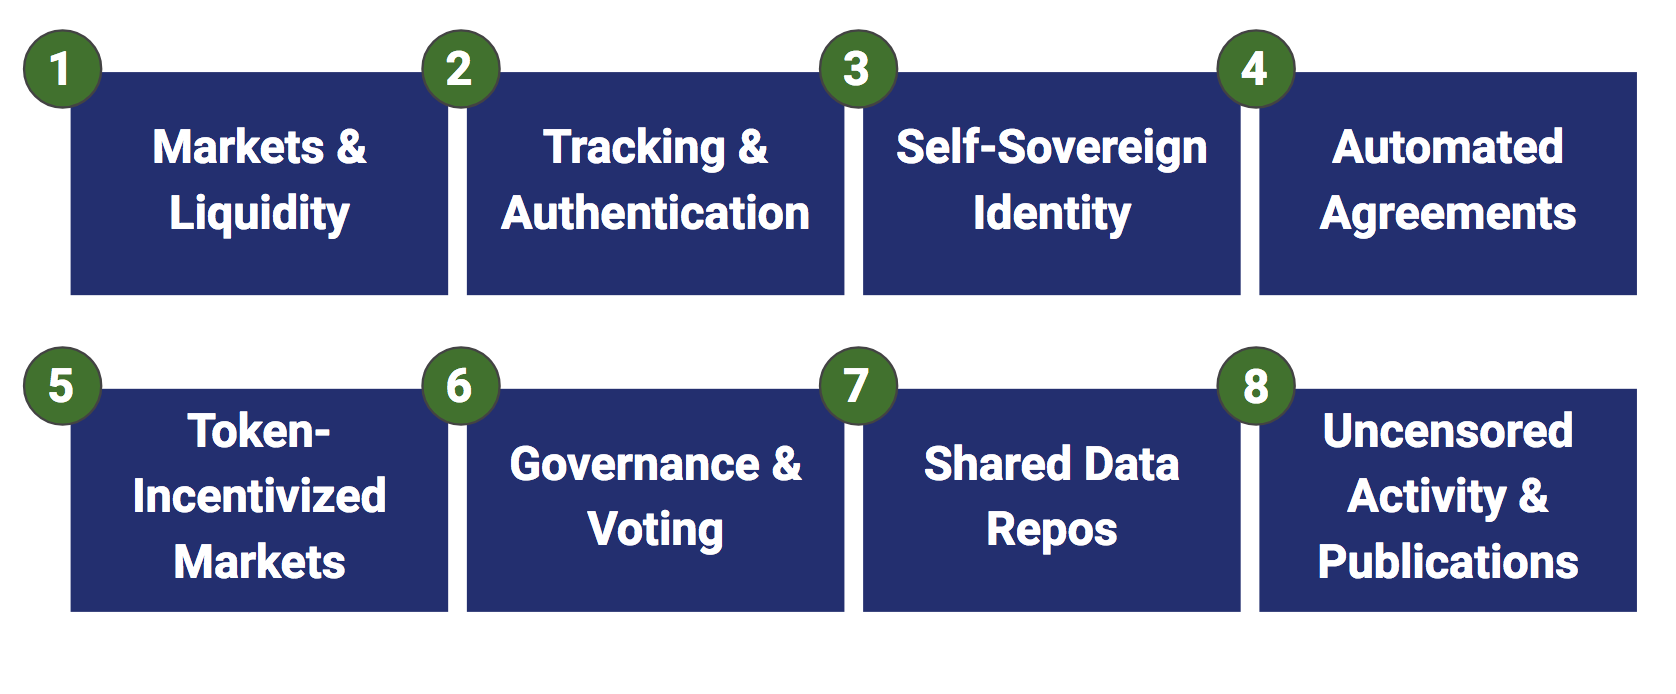 1
Markets &
Liquidity
2
Tracking &
Authentication
3
Self-Sovereign
Identity
4
Automated
Agreements
5
Token-
Incentivized
Markets
6
Governance &
Voting
7
Shared Data
Repos
8
Uncensored
Activity &
Publications